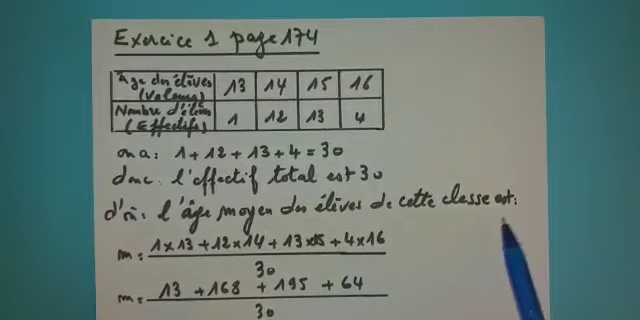 Exercice 1 page 174
Âge des élèves 13 14 15 16
(Valeurs)
Nombre d'élèves 1 12 13 4
(Effectifs)
on a: 1+12+13+4=30
donc l'effectif total est 30
d'où: l'âge moyen des élèves de cette classe est:
m = 1×13+12×14+13×15+4×16
30
m = 13 +168 +195 + 64
30